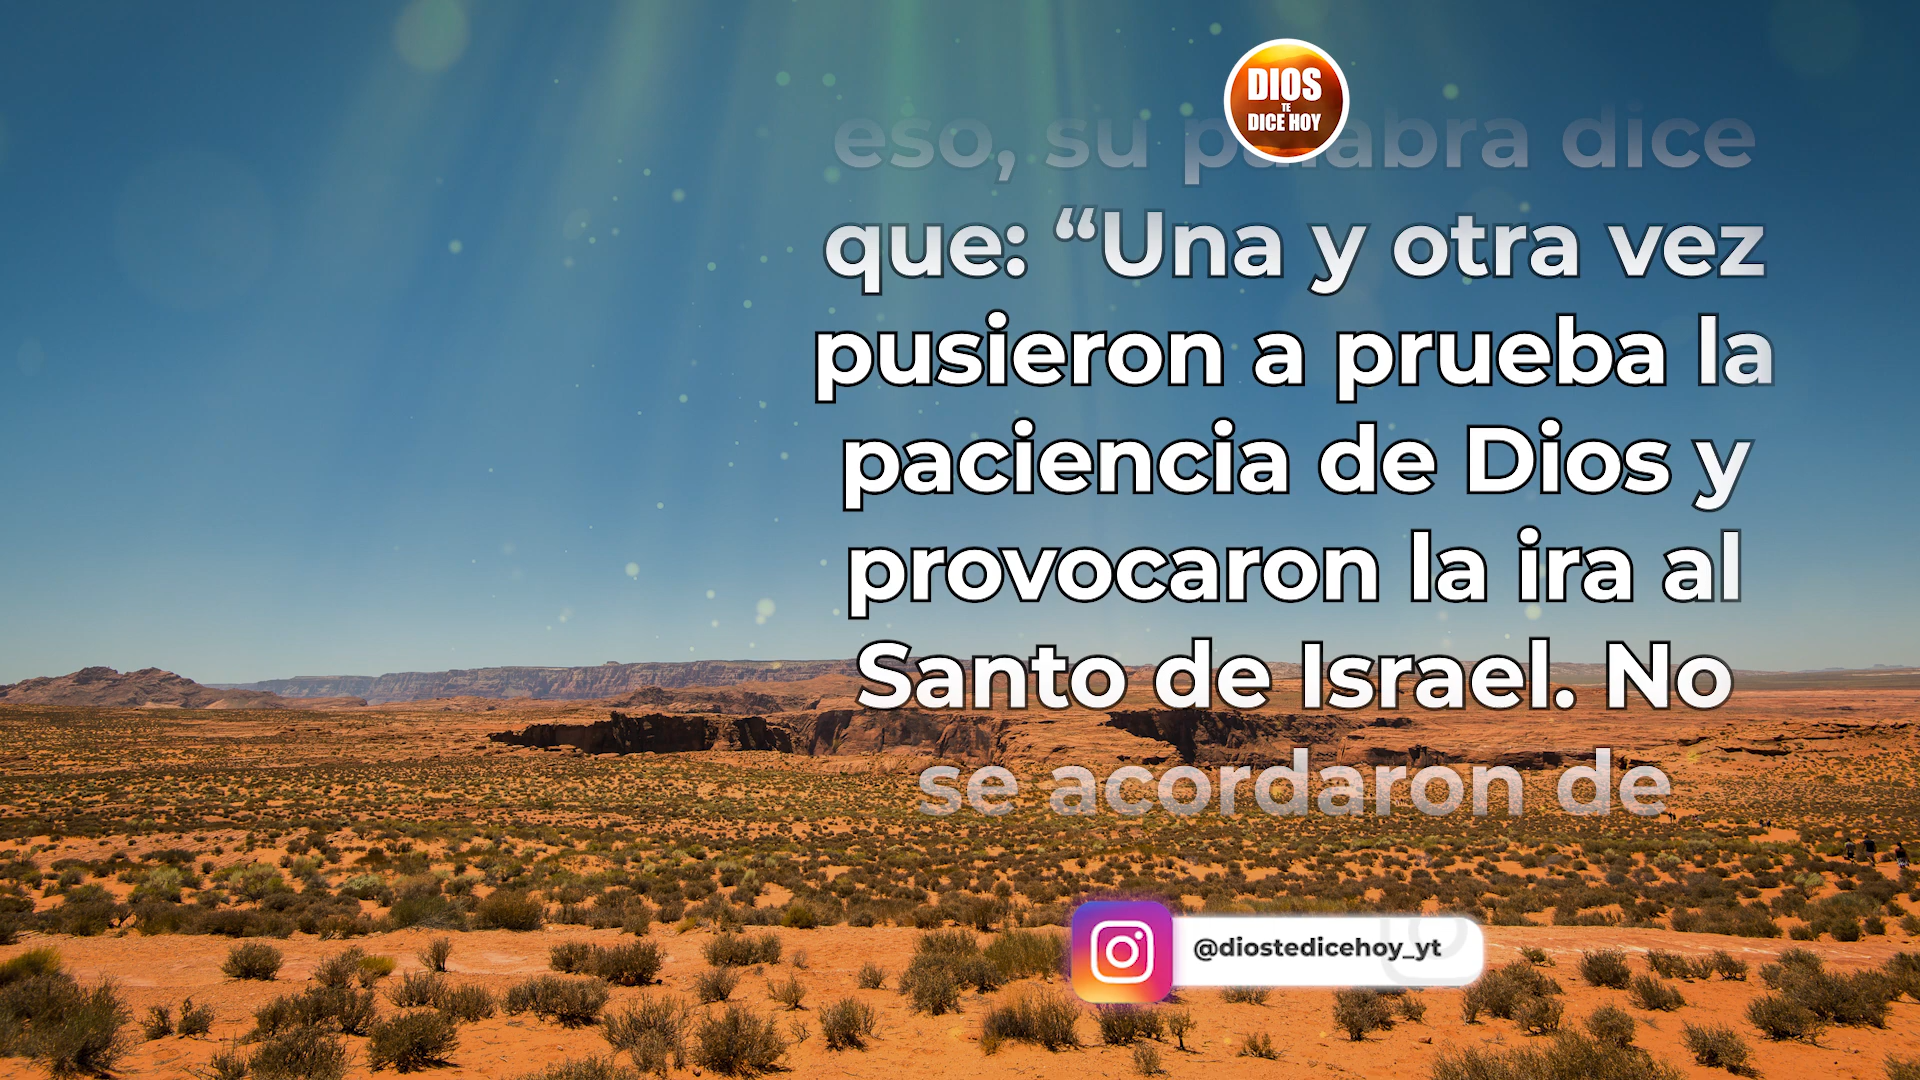 DIOS
TE
DICE HOY
eso, su palabra dice
que: “Una y otra vez
pusieron a prueba la
paciencia de Dios y
provocaron la ira al
Santo de Israel. No
se acordaron de
@diostedicehoy_yt